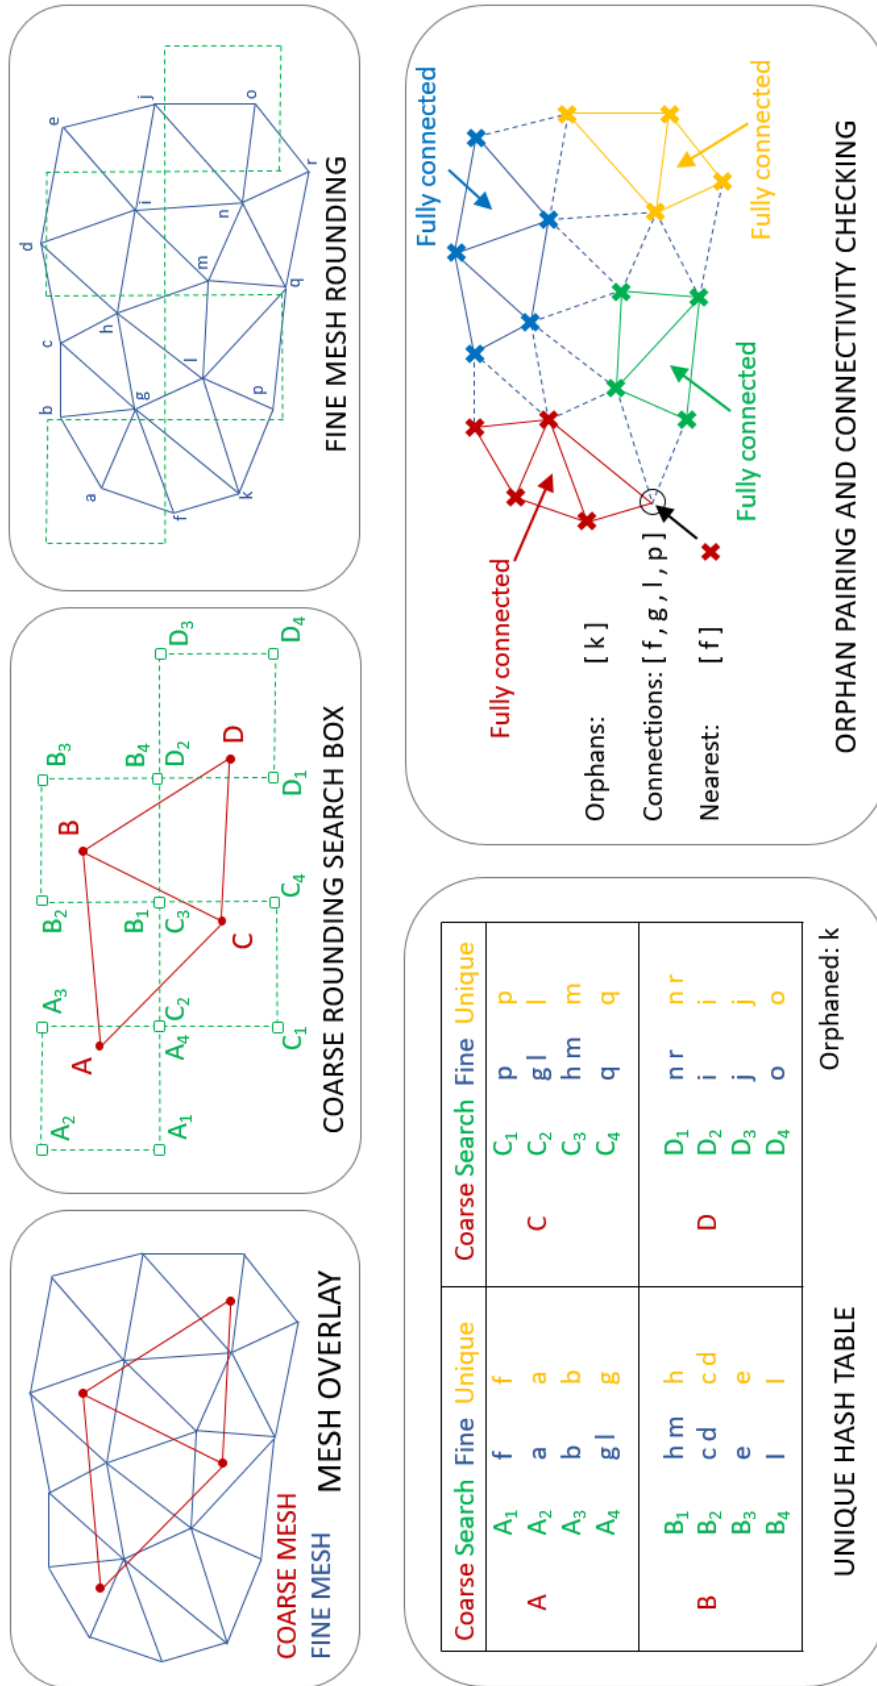 COARSE MESH
FINE MESH
MESH OVERLAY
A₂
A₃
B₂
B₃
A
B
A₁
A₄
C₂
B₁
C₃
B₄
D₂
D₃
C
D
C₁
C₄
D₁
D₄
COARSE ROUNDING SEARCH BOX
d
b
c
e
a
g
h
i
j
f
l
m
n
o
k
p
q
r
FINE MESH ROUNDING
Coarse Search Fine Unique Coarse Search Fine Unique
A₁ f f C₁ p p
A A₂ a a C C₂ g l l
A₃ b b C₃ h m m
A₄ g l g C₄ q q
B₁ h m h D₁ n r n r
B B₂ c d c d D D₂ i i
B₃ e e D₃ j j
B₄ l l D₄ o o
UNIQUE HASH TABLE
Orphaned: k
Fully connected
Fully connected
Orphans: [ k ]
Connections: [ f , g , l , p ]
Nearest: [ f ]
Fully connected
Fully connected
ORPHAN PAIRING AND CONNECTIVITY CHECKING